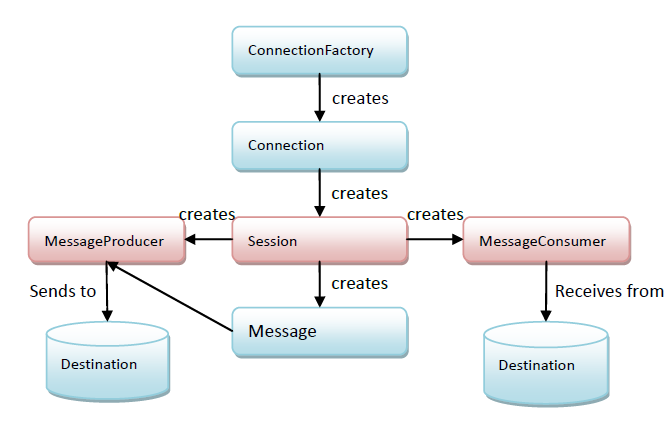 ConnectionFactory
creates
Connection
creates
creates
creates
MessageProducer
Session
MessageConsumer
creates
Sends to
Receives from
Message
Destination
Destination